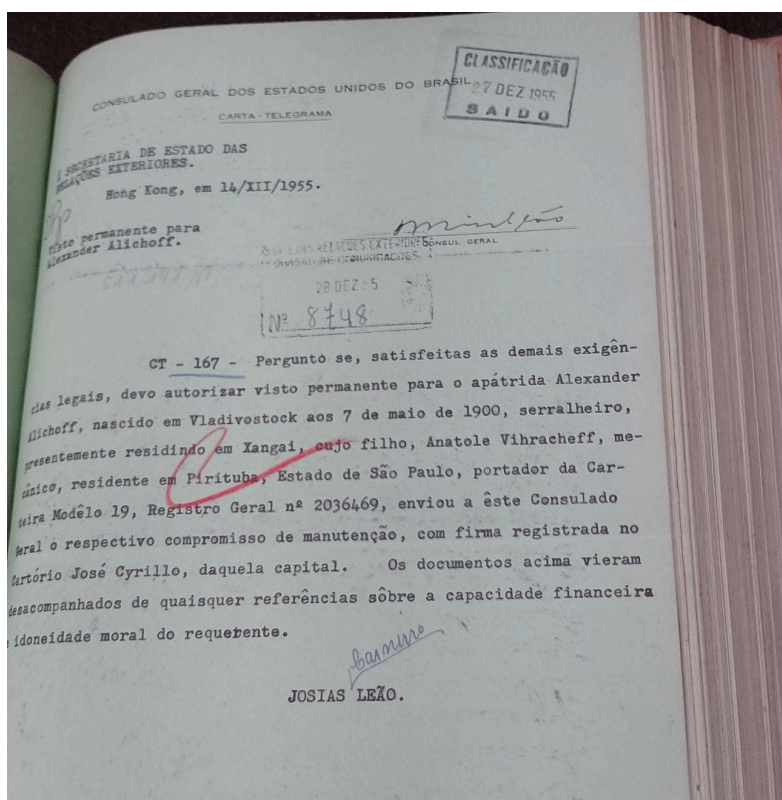 CLASSIFICAÇÃO
27 DEZ 1955
SAIDO
CONSULADO GERAL DOS ESTADOS UNIDOS DO BRASIL
CARTA-TELEGRAMA
SECRETARIA DE ESTADO DAS
RELAÇÕES EXTERIORES.
Hong Kong, em 14/XII/1955.
Visto permanente para
Alexander Alichoff.
CONSUL GERAL
RELAÇÕES EXTERIORES
DIVISÃO DE COMUNICAÇÕES
28 DEZ 5
Nº 8748
CT - 167 - Pergunto se, satisfeitas as demais exigên-
cias legais, devo autorizar visto permanente para o apátrida Alexander
Alichoff, nascido em Vladivostock aos 7 de maio de 1900, serralheiro,
presentemente residindo em Xangai, cujo filho, Anatole Vihracheff, me-
cânico, residente em Pirituba, Estado de São Paulo, portador da Car-
teira Modêlo 19, Registro Geral nº 2036469, enviou a êste Consulado
Geral o respectivo compromisso de manutenção, com firma registrada no
Cartório José Cyrillo, daquela capital. Os documentos acima vieram
desacompanhados de quaisquer referências sôbre a capacidade financeira
idoneidade moral do requerente.
JOSIAS LEÃO.